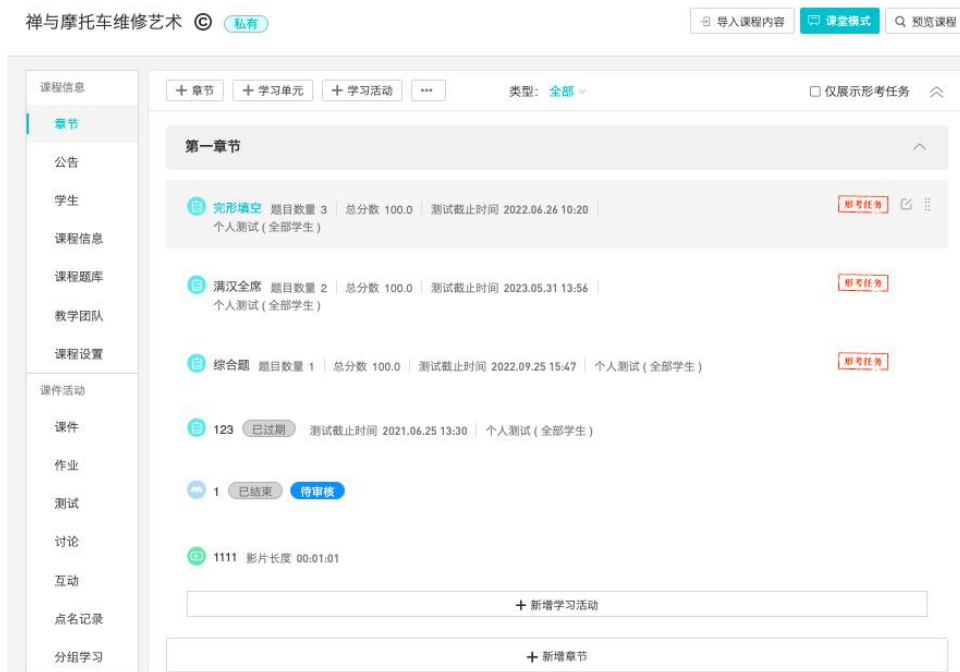 禅与摩托车维修艺术 © 私有
导入课程内容 课堂模式 预览课程
课程信息
章节
公告
学生
课程信息
课程题库
教学团队
课程设置
课件活动
课件
作业
测试
讨论
互动
点名记录
分组学习
+ 章节 + 学习单元 + 学习活动 ••• 类型: 全部 仅展示形考任务
第一章节
完形填空 题目数量 3 总分数 100.0 测试截止时间 2022.06.26 10:20 形考任务
个人测试 ( 全部学生 )
满汉全席 题目数量 2 总分数 100.0 测试截止时间 2023.05.31 13:56 形考任务
个人测试 ( 全部学生 )
综合题 题目数量 1 总分数 100.0 测试截止时间 2022.09.25 15:47 个人测试 ( 全部学生 ) 形考任务
123 已过期 测试截止时间 2021.06.25 13:30 个人测试 ( 全部学生 )
1 已结束 待审核
1111 影片长度 00:01:01
+ 新增学习活动
+ 新增章节